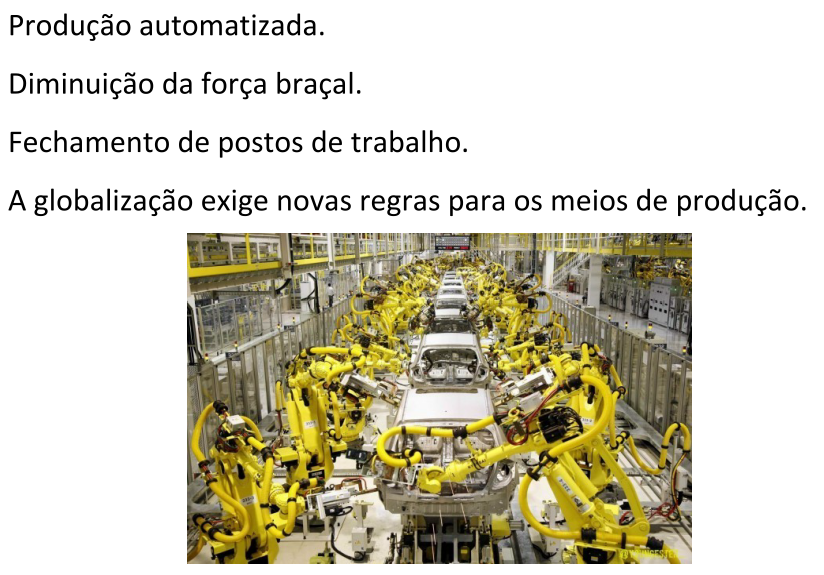 Produção automatizada.
Diminuição da força braçal.
Fechamento de postos de trabalho.
A globalização exige novas regras para os meios de produção.